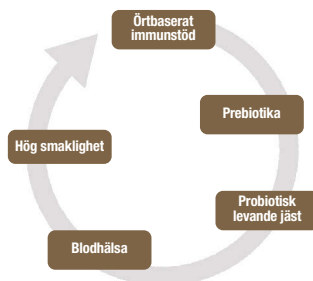 Örtbaserat
immunstöd
Prebiotika
Probiotisk
levande jäst
Blodhälsa
Hög smaklighet